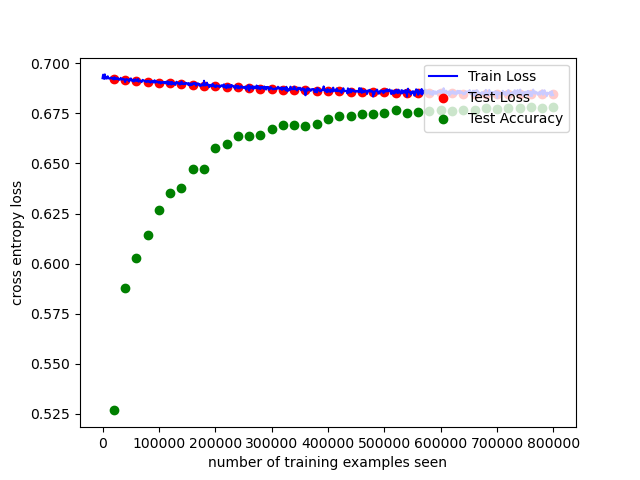 0.700
0.675
0.650
0.625
0.600
0.575
0.550
0.525
cross entropy loss
Train Loss
Test Loss
Test Accuracy
0 100000 200000 300000 400000 500000 600000 700000 800000
number of training examples seen